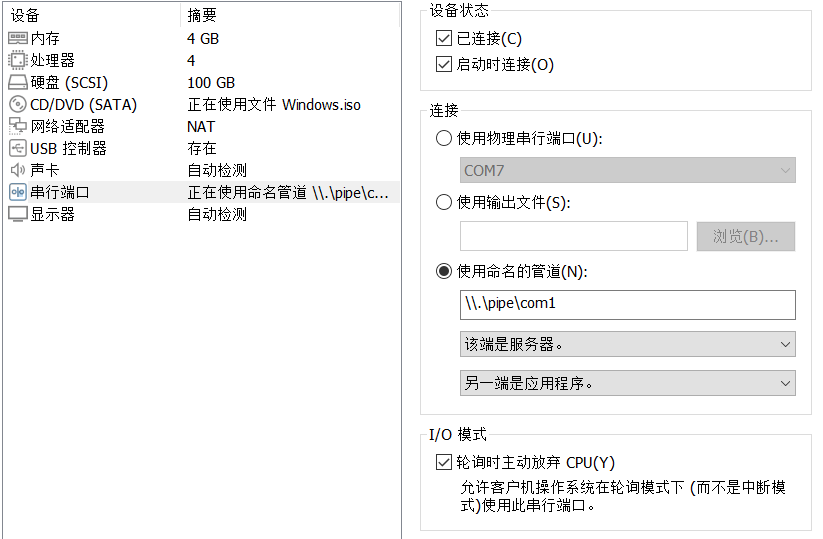 设备 摘要
内存 4 GB
处理器 4
硬盘 (SCSI) 100 GB
CD/DVD (SATA) 正在使用文件 Windows.iso
网络适配器 NAT
USB 控制器 存在
声卡 自动检测
串行端口 正在使用命名管道 \\.\pipe\c...
显示器 自动检测
设备状态
已连接(C)
启动时连接(O)
连接
使用物理串行端口(U):
COM7
使用输出文件(S):
浏览(B)...
使用命名的管道(N):
\\.\pipe\com1
该端是服务器。
另一端是应用程序。
I/O 模式
轮询时主动放弃 CPU(Y)
允许客户机操作系统在轮询模式下 (而不是中断模
式)使用此串行端口。